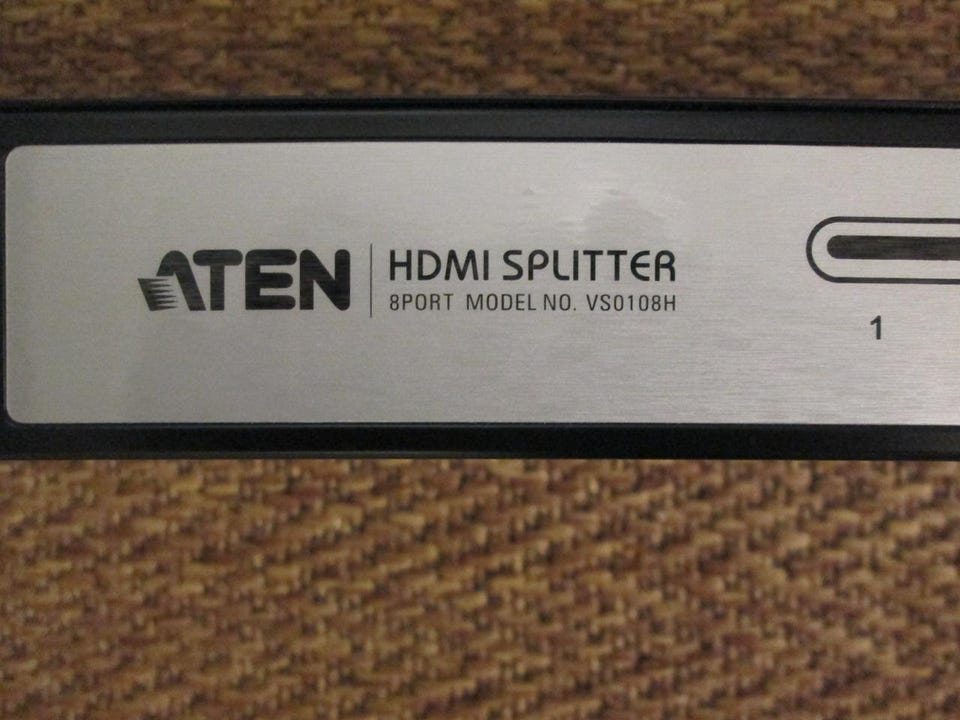 ATEN
HDMI SPLITTER
8PORT MODEL NO. VS0108H
1